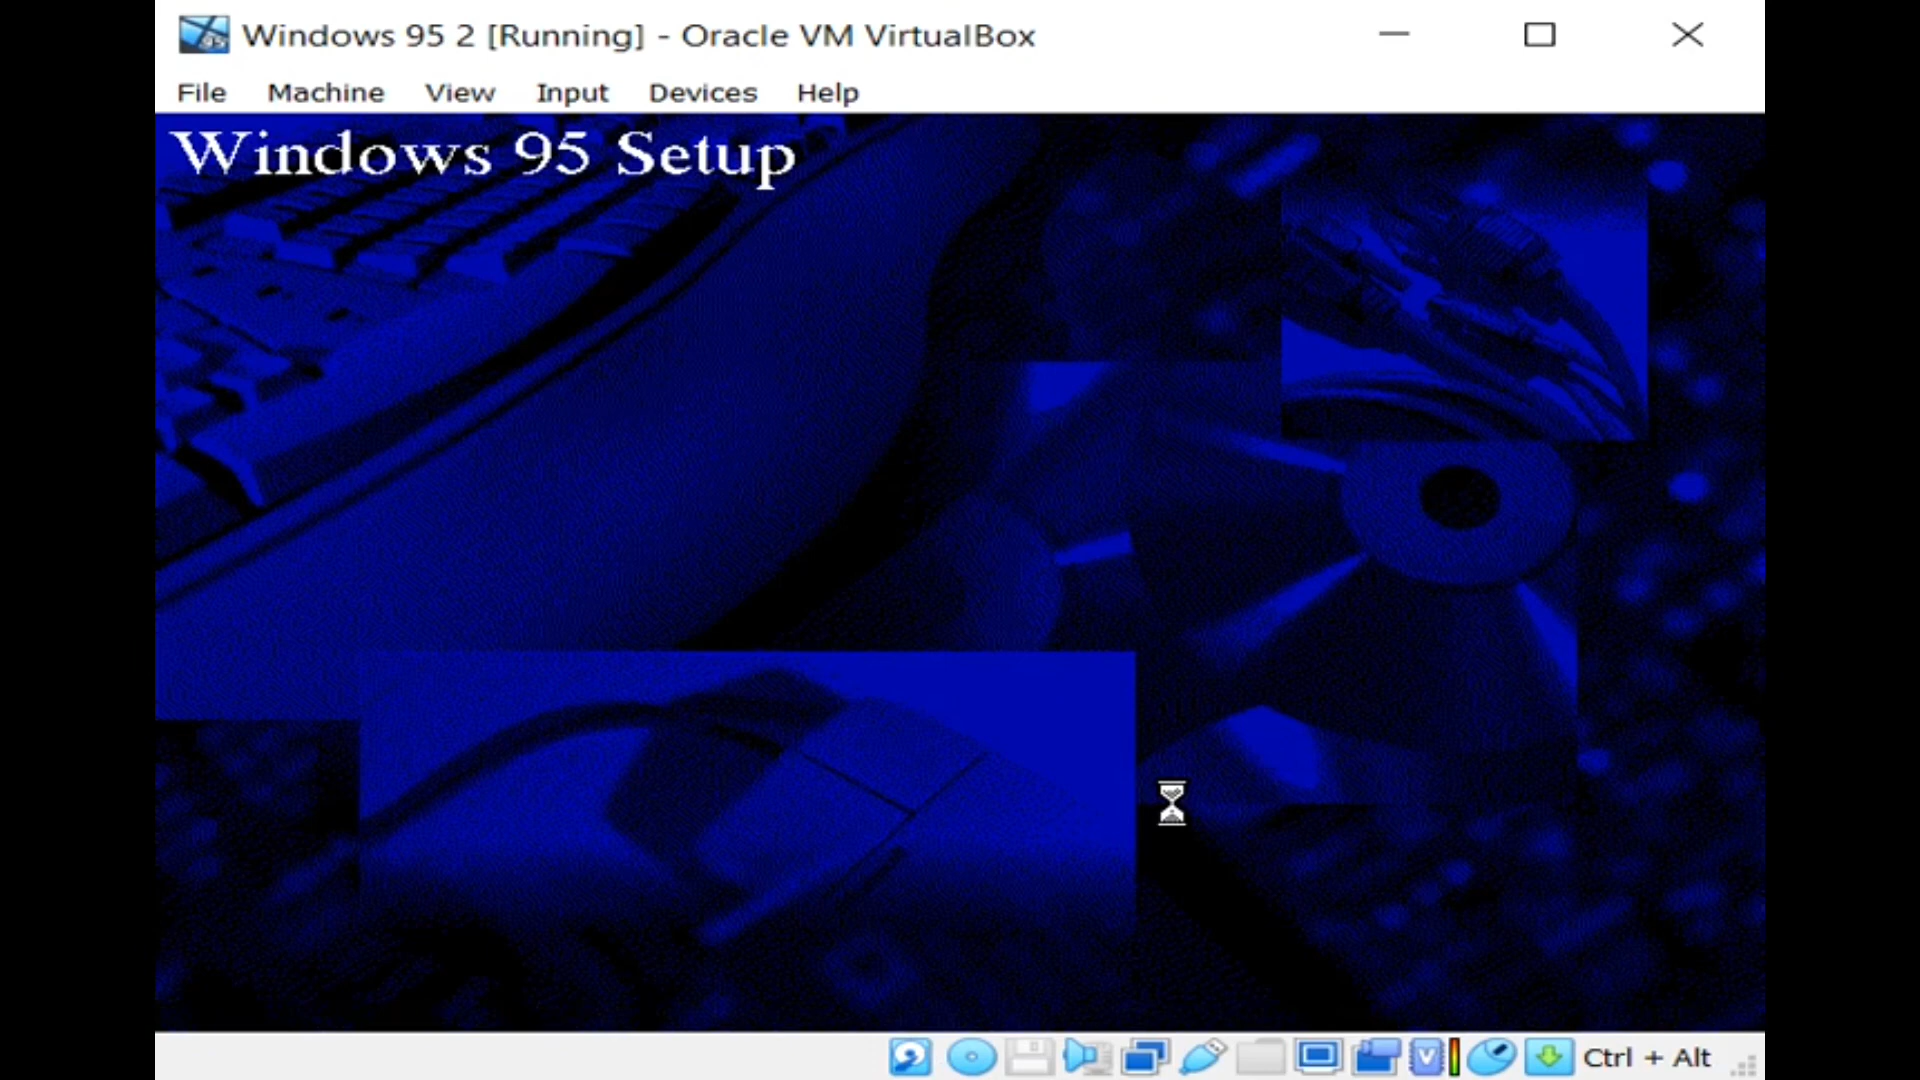 Windows 95 2 [Running] - Oracle VM VirtualBox
File Machine View Input Devices Help
Windows 95 Setup
Ctrl + Alt